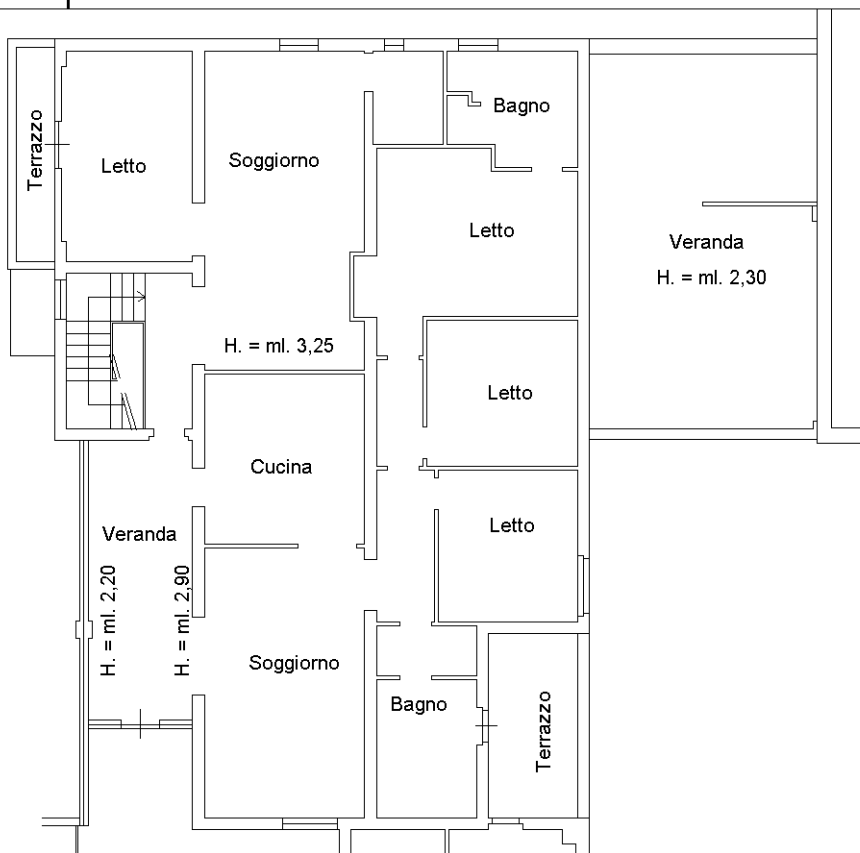 Terrazzo
Letto
Soggiorno
Bagno
Letto
Veranda
H. = ml. 2,30
H. = ml. 3,25
Letto
Cucina
Letto
Veranda
H. = ml. 2,20
H. = ml. 2,90
Soggiorno
Bagno
Terrazzo